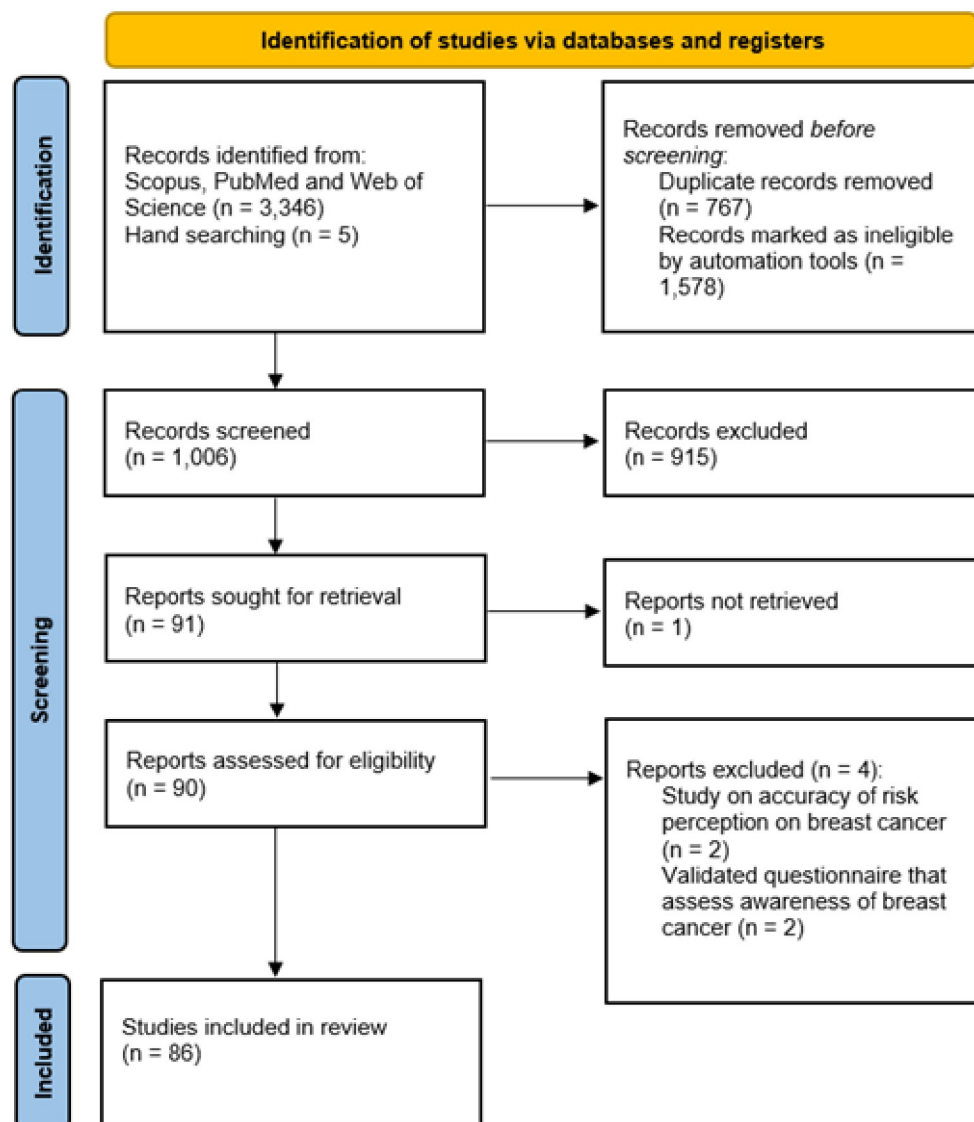 Identification of studies via databases and registers
Identification
Records identified from:
Scopus, PubMed and Web of
Science (n = 3,346)
Hand searching (n = 5)
Records removed before
screening:
Duplicate records removed
(n = 767)
Records marked as ineligible
by automation tools (n =
1,578)
Screening
Records screened
(n = 1,006)
Records excluded
(n = 915)
Reports sought for retrieval
(n = 91)
Reports not retrieved
(n = 1)
Reports assessed for eligibility
(n = 90)
Reports excluded (n = 4):
Study on accuracy of risk
perception on breast cancer
(n = 2)
Validated questionnaire that
assess awareness of breast
cancer (n = 2)
Included
Studies included in review
(n = 86)